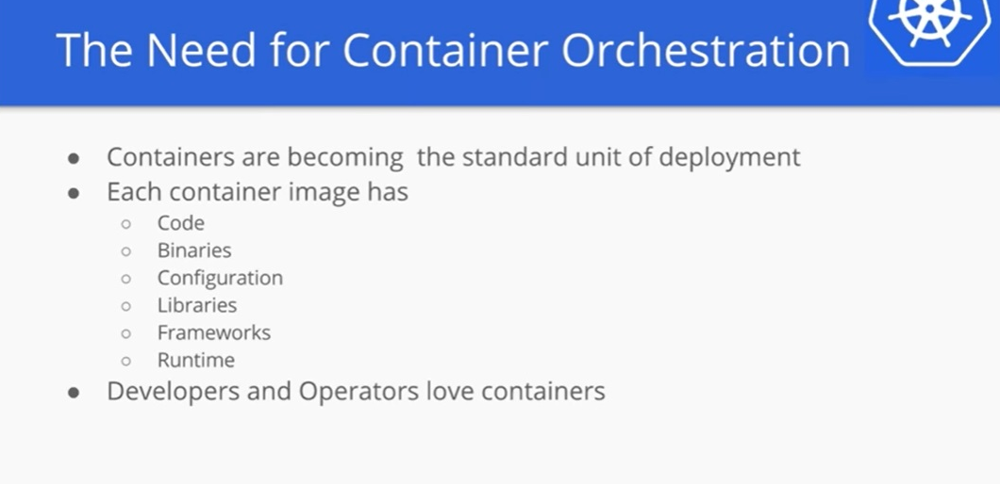 The Need for Container Orchestration
● Containers are becoming the standard unit of deployment
● Each container image has
○ Code
○ Binaries
○ Configuration
○ Libraries
○ Frameworks
○ Runtime
● Developers and Operators love containers